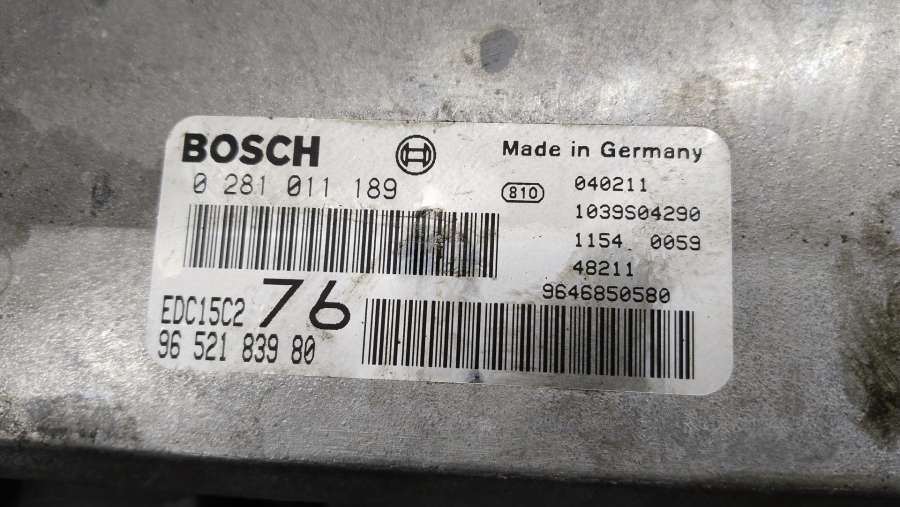 BOSCH
Made in Germany
0 281 011 189
810
040211
1039S04290
1154 0059
48211
9646850580
EDC15C2
76
96 521 839 80